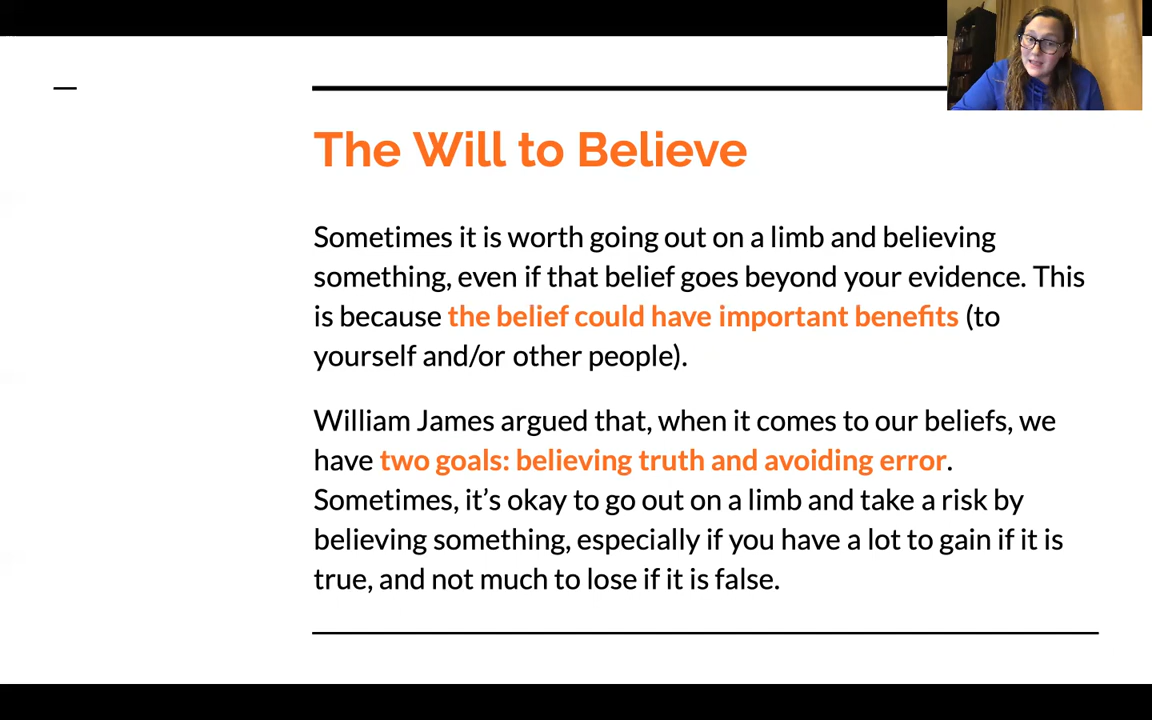 The Will to Believe
Sometimes it is worth going out on a limb and believing
something, even if that belief goes beyond your evidence. This
is because the belief could have important benefits (to
yourself and/or other people).
William James argued that, when it comes to our beliefs, we
have two goals: believing truth and avoiding error.
Sometimes, it’s okay to go out on a limb and take a risk by
believing something, especially if you have a lot to gain if it is
true, and not much to lose if it is false.